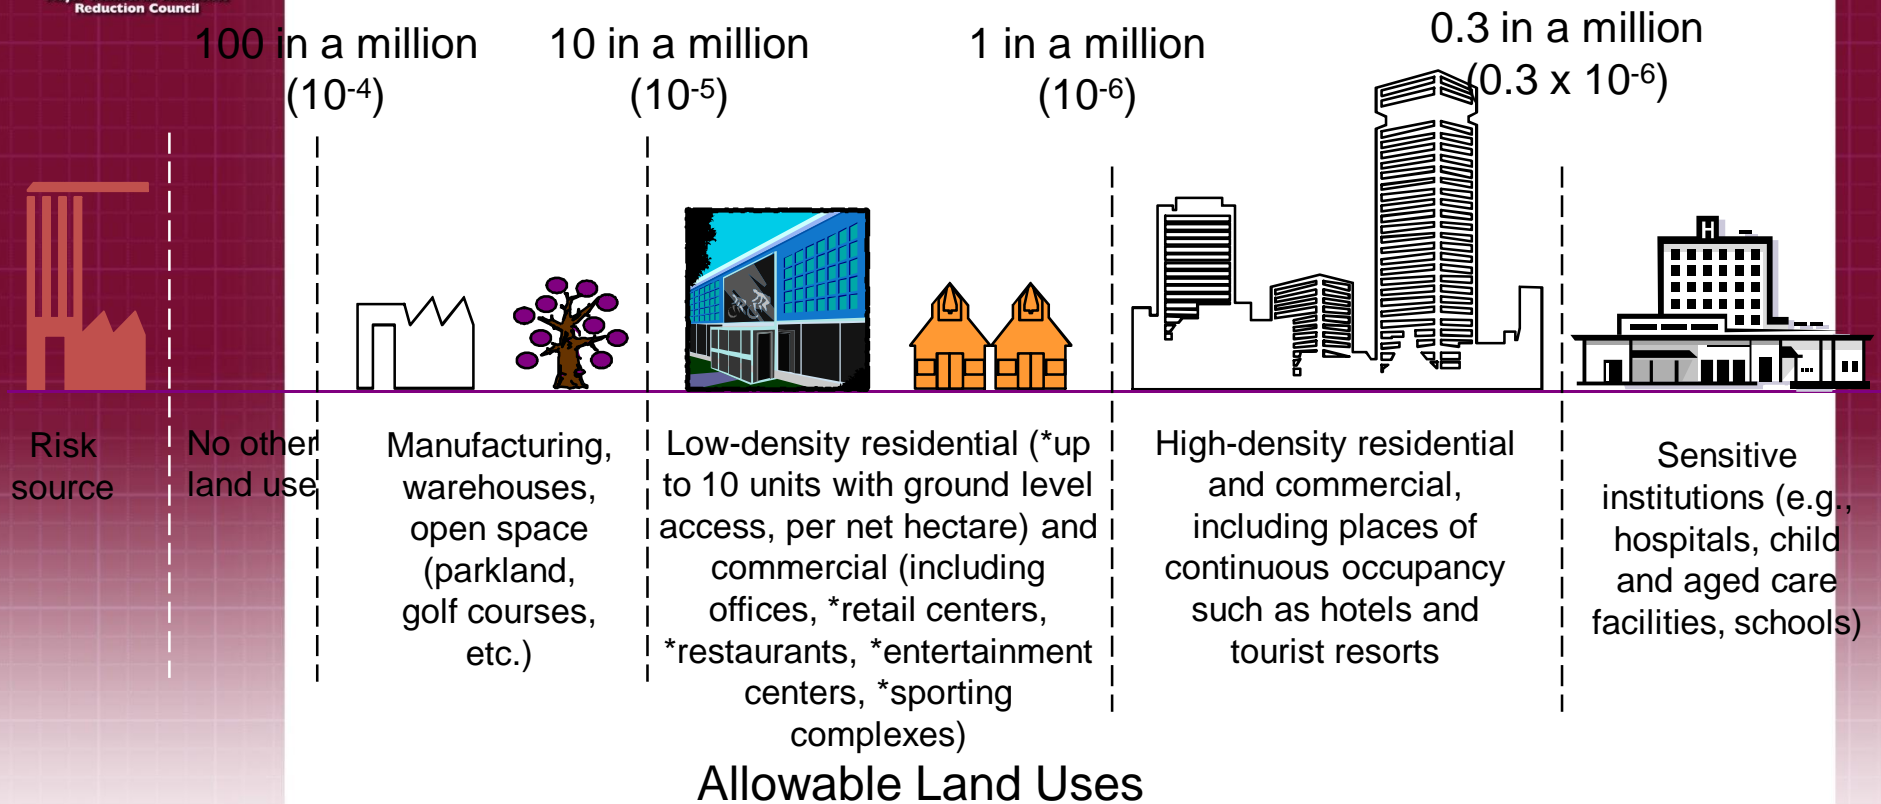 Reduction Council
100 in a million
(10-4)
10 in a million
(10-5)
1 in a million
(10-6)
0.3 in a million
(0.3 x 10-6)
H
Risk
source
No other
land use
Manufacturing,
warehouses,
open space
(parkland,
golf courses,
etc.)
Low-density residential (*up
to 10 units with ground level
access, per net hectare) and
commercial (including
offices, *retail centers,
*restaurants, *entertainment
centers, *sporting
complexes)
High-density residential
and commercial,
including places of
continuous occupancy
such as hotels and
tourist resorts
Sensitive
institutions (e.g.,
hospitals, child
and aged care
facilities, schools)
Allowable Land Uses